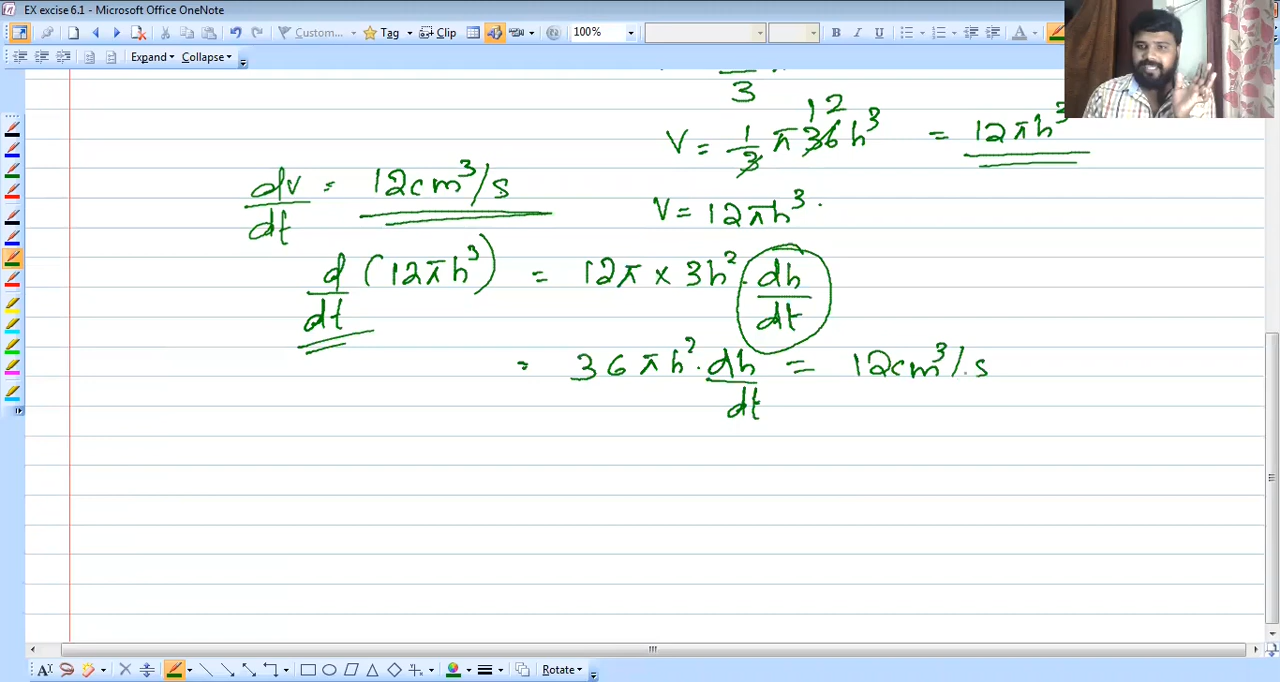 EX excise 6.1 - Microsoft Office OneNote
Custom... Tag Clip 100% B I U A
Expand Collapse
3
V = 1/3 π 36 h³ 12 = 12πh³
dv/dt = 12cm³/s
V = 12πh³.
d/dt (12πh³) = 12π × 3h². dh/dt
= 36πh². dh/dt = 12cm³/.s
Rotate